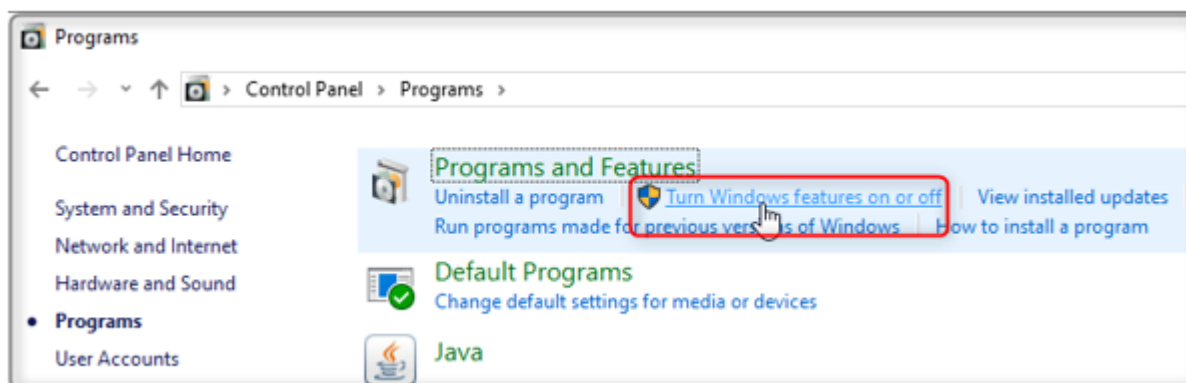 Programs
Control Panel > Programs >
Control Panel Home
System and Security
Network and Internet
Hardware and Sound
Programs
User Accounts
Programs and Features
Uninstall a program Turn Windows features on or off View installed updates
Run programs made for previous versions of Windows How to install a program
Default Programs
Change default settings for media or devices
Java